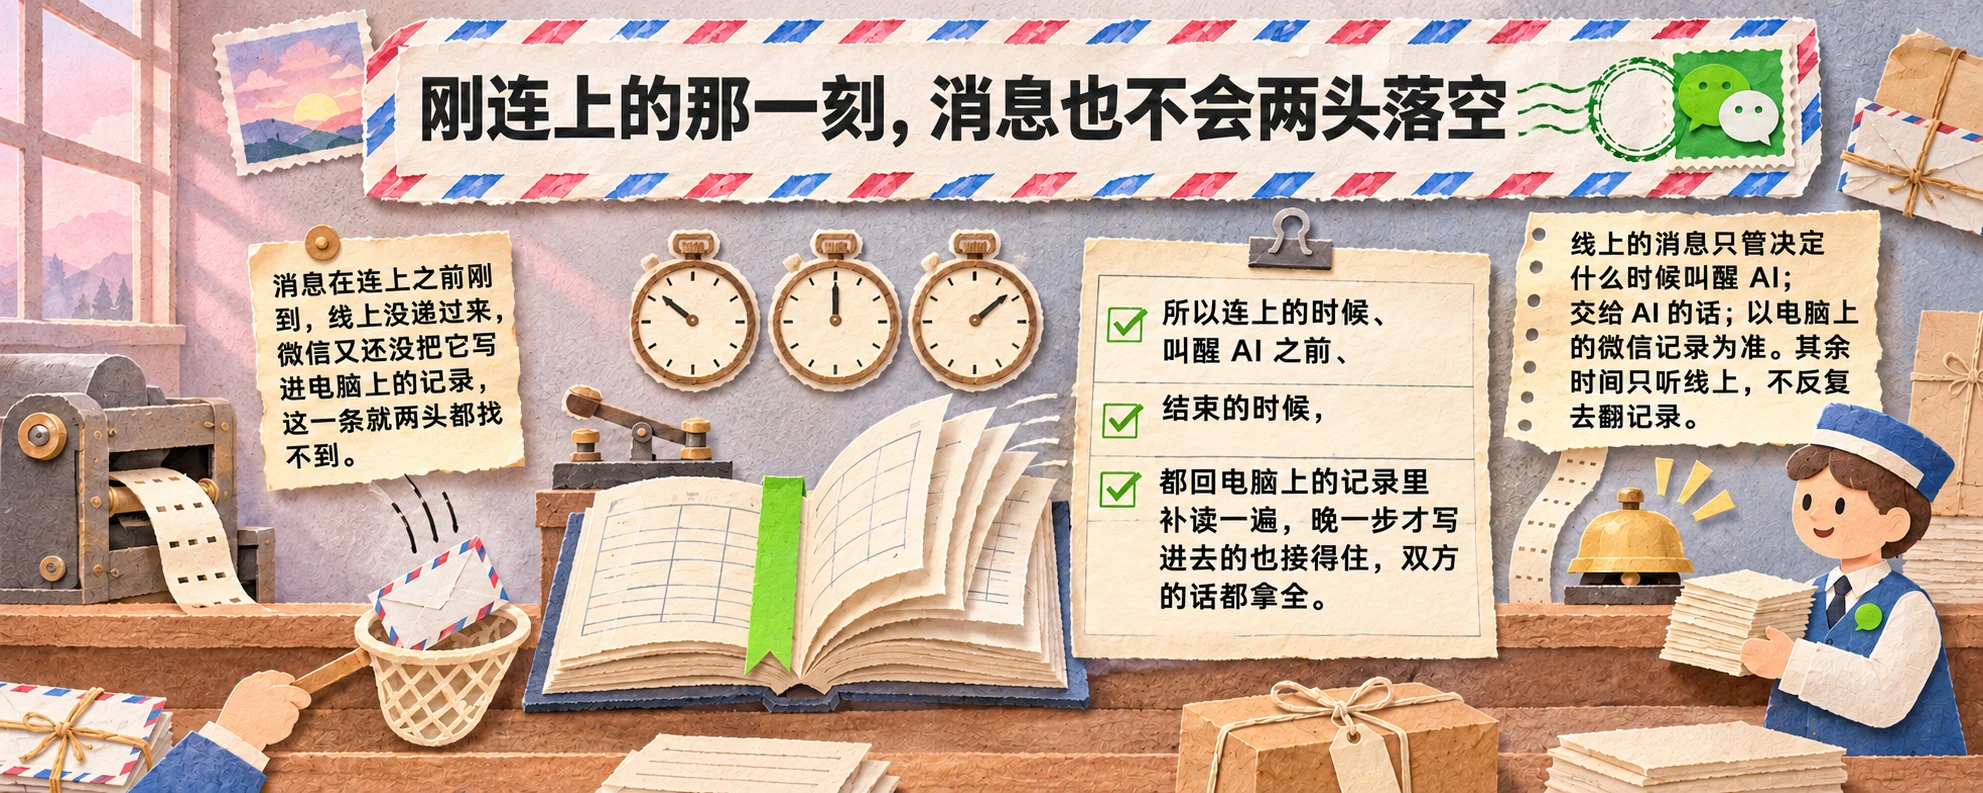 刚连上的那一刻，消息也不会两头落空
消息在连上之前刚
到，线上没递过来，
微信又还没把它写
进电脑上的记录，
这一条就两头都找
不到。
所以连上的时候、
叫醒 AI 之前、
结束的时候，
都回电脑上的记录里
补读一遍，晚一步才写
进去的也接得住，双方
的话都拿全。
线上的消息只管决定
什么时候叫醒 AI；
交给 AI 的话；以电脑上
的微信记录为准。其余
时间只听线上，不反复
去翻记录。